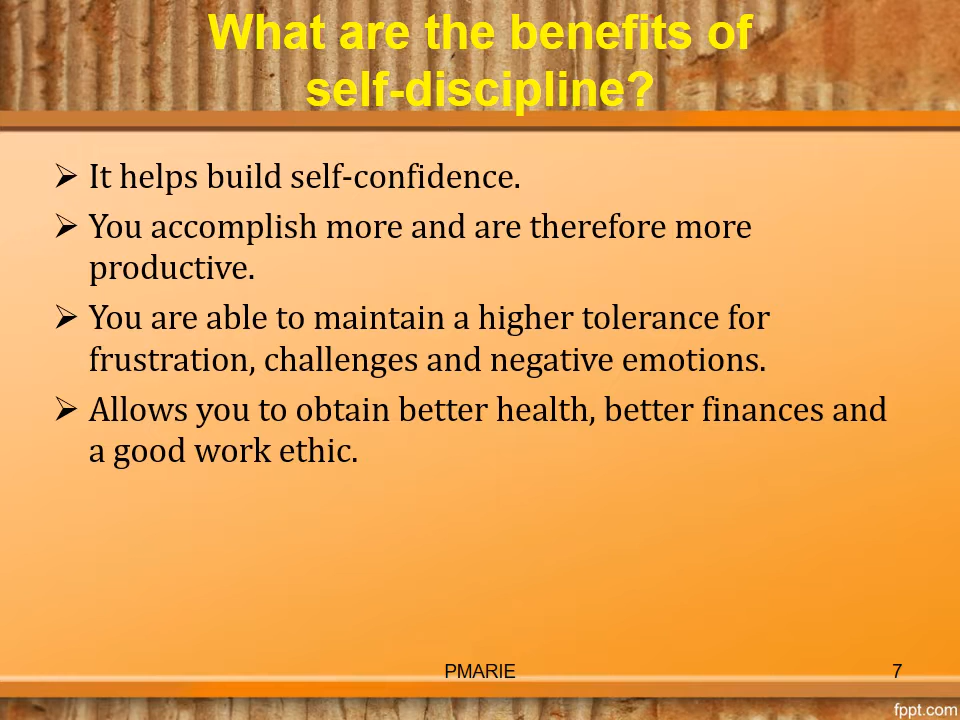 What are the benefits of
self-discipline?
➢ It helps build self-confidence.
➢ You accomplish more and are therefore more
productive.
➢ You are able to maintain a higher tolerance for
frustration, challenges and negative emotions.
➢ Allows you to obtain better health, better finances and
a good work ethic.
PMARIE
7
fppt.com